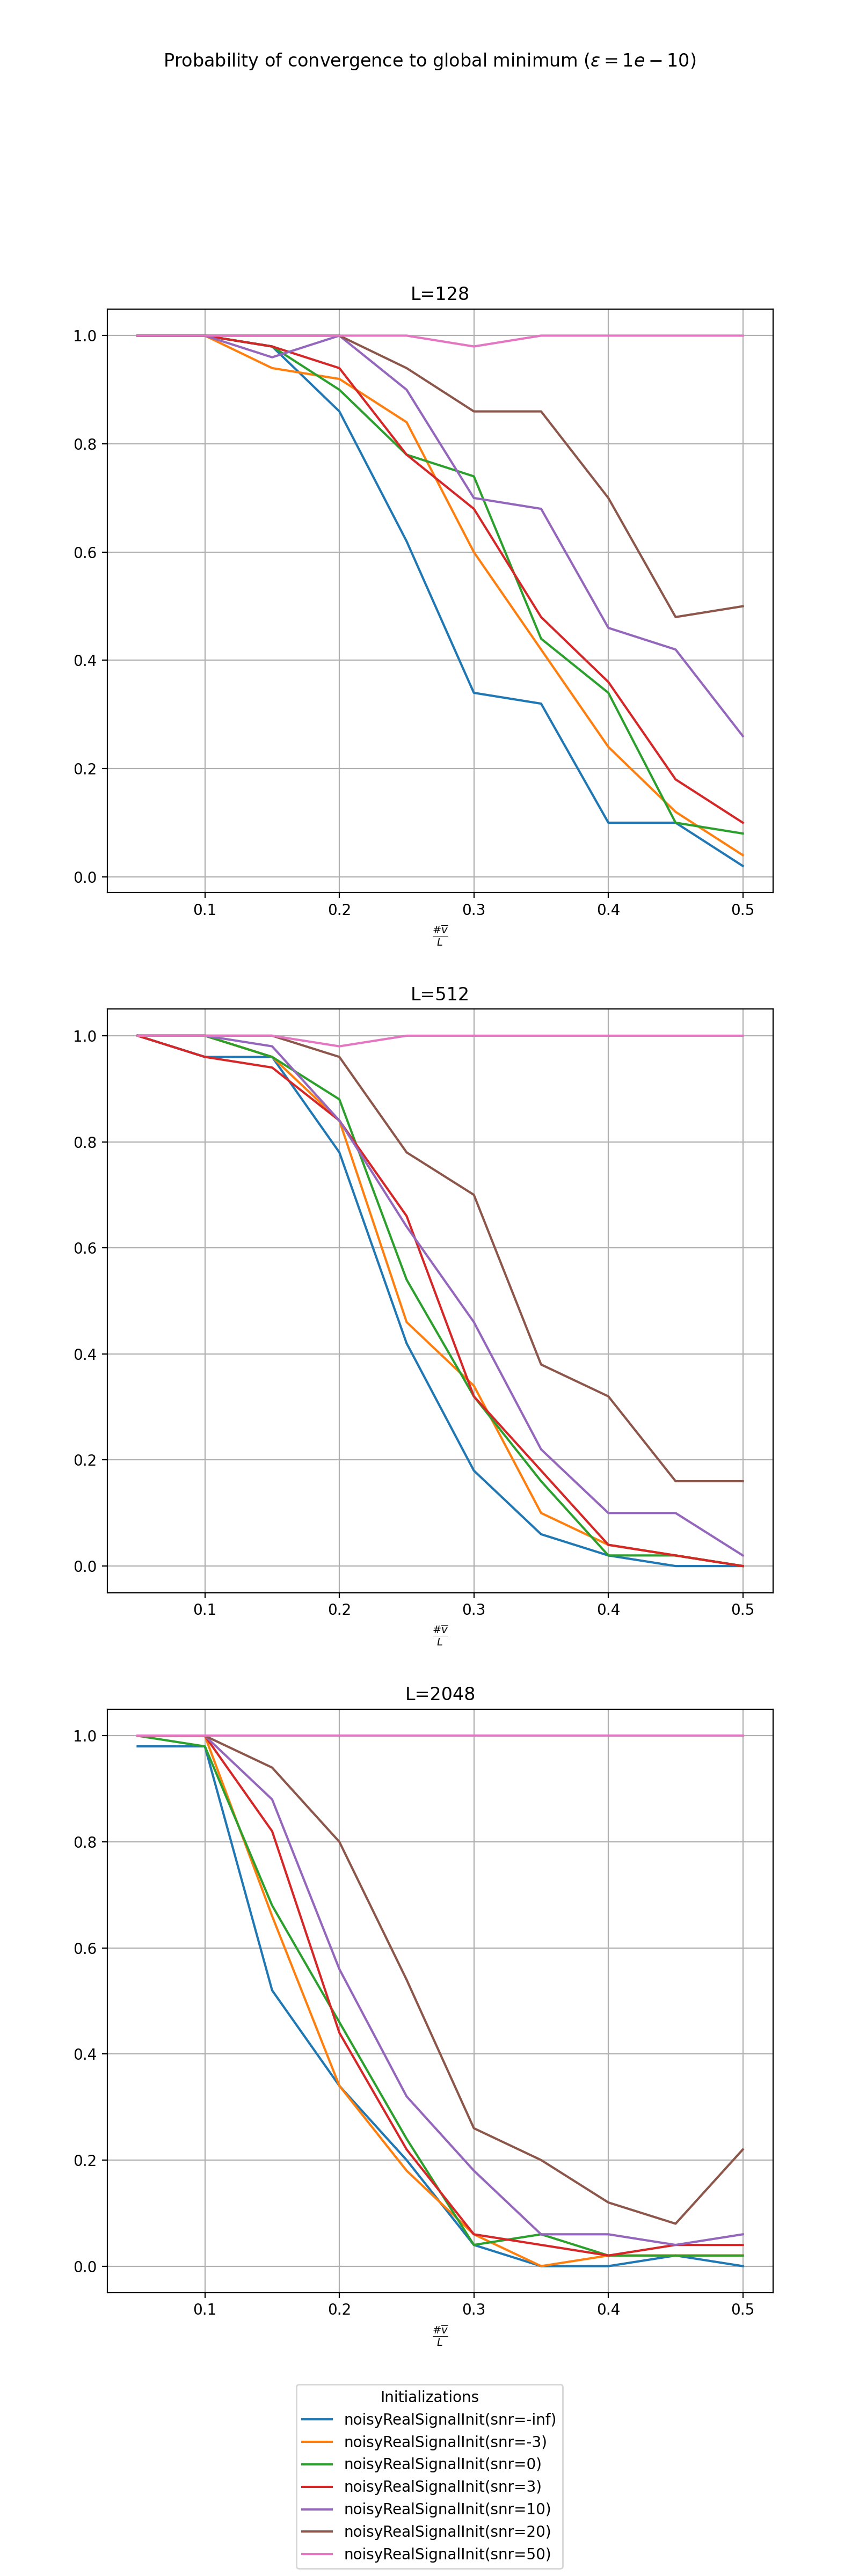 Probability of convergence to global minimum (ε = 1e − 10)
L=128
1.0
0.8
0.6
0.4
0.2
0.0
0.1 0.2 0.3 0.4 0.5
#v̅
L
L=512
1.0
0.8
0.6
0.4
0.2
0.0
0.1 0.2 0.3 0.4 0.5
#v̅
L
L=2048
1.0
0.8
0.6
0.4
0.2
0.0
0.1 0.2 0.3 0.4 0.5
#v̅
L
Initializations
noisyRealSignalInit(snr=-inf)
noisyRealSignalInit(snr=-3)
noisyRealSignalInit(snr=0)
noisyRealSignalInit(snr=3)
noisyRealSignalInit(snr=10)
noisyRealSignalInit(snr=20)
noisyRealSignalInit(snr=50)